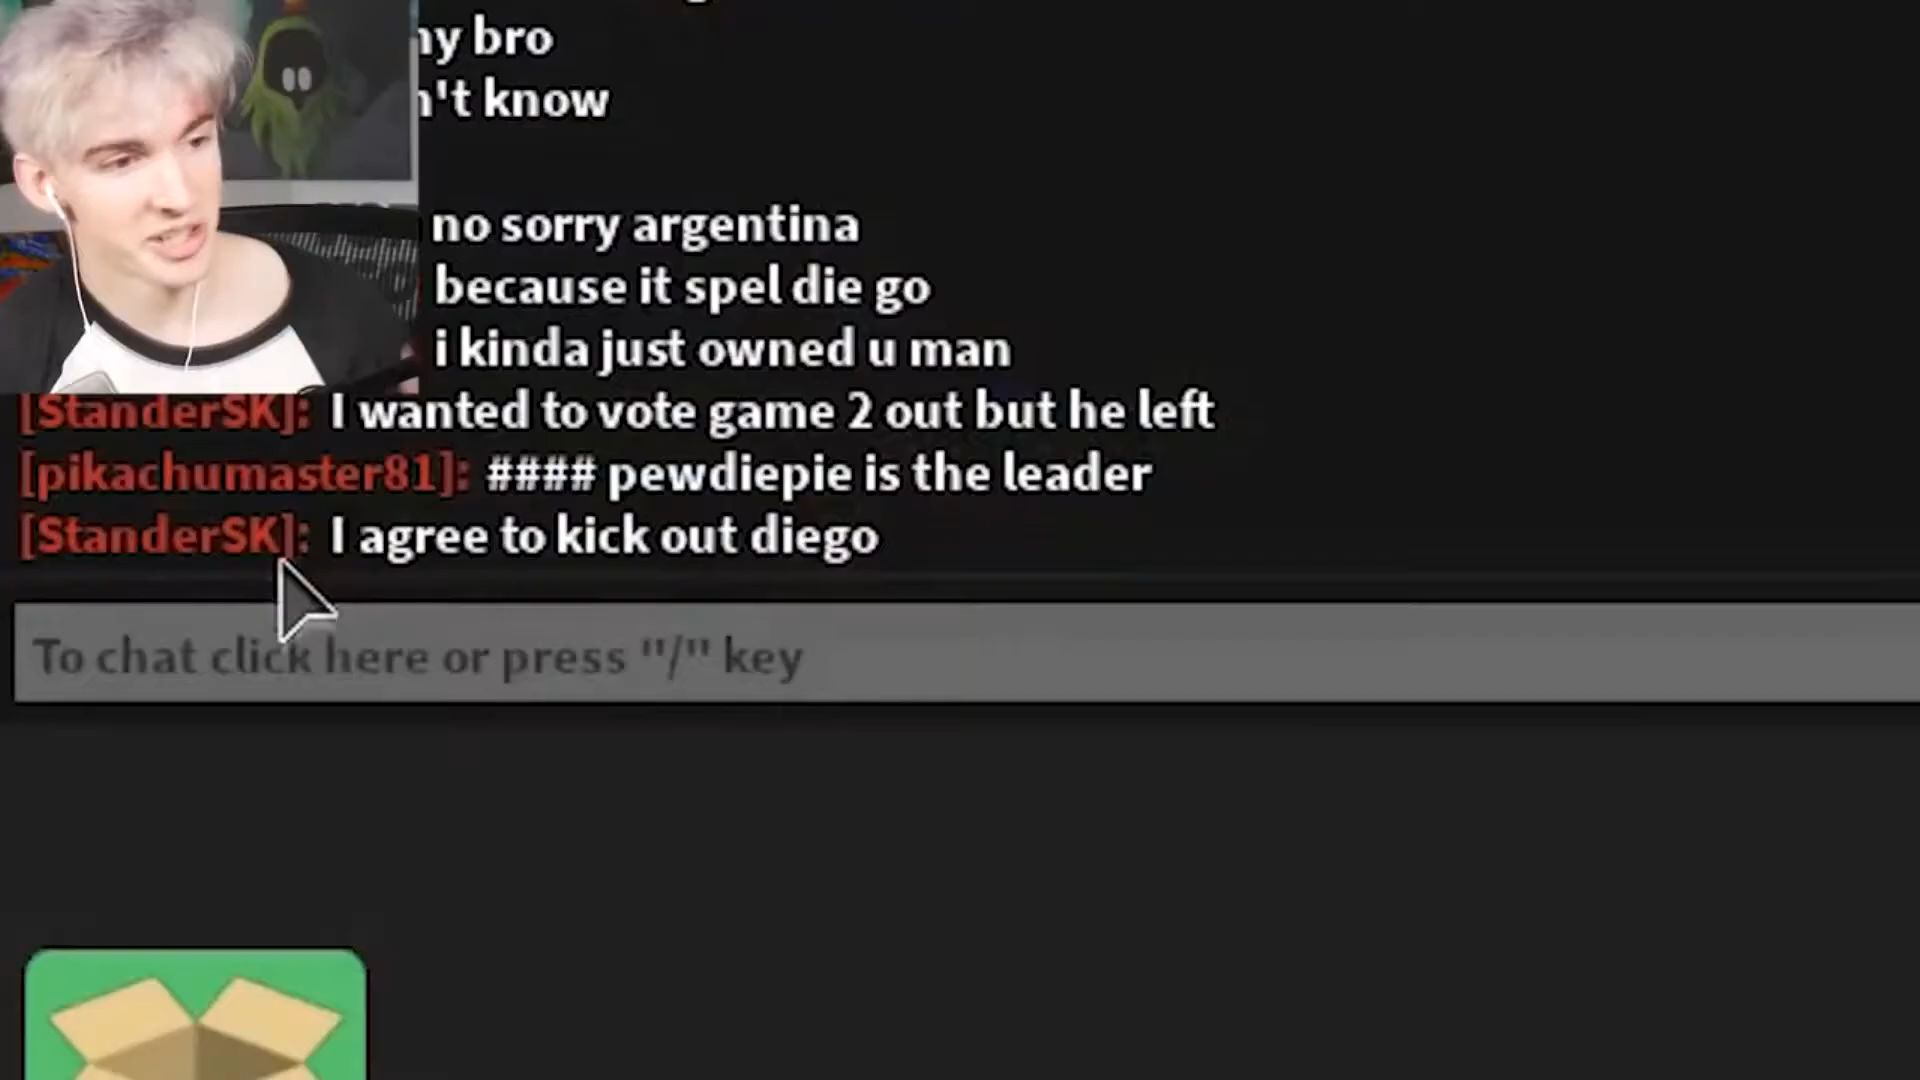 bro
know
no sorry argentina
because it spel die go
i kinda just owned u man
[StanderSK]: I wanted to vote game 2 out but he left
[pikachumaster81]: #### pewdiepie is the leader
[StanderSK]: I agree to kick out diego
To chat click here or press "/" key